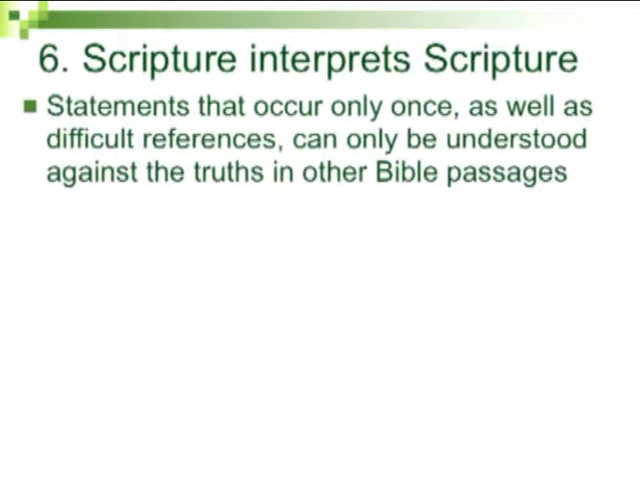 6. Scripture interprets Scripture
Statements that occur only once, as well as
difficult references, can only be understood
against the truths in other Bible passages